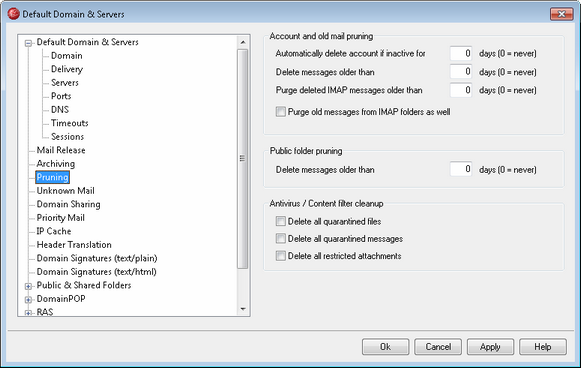 Default Domain & Servers
Default Domain & Servers
Domain
Delivery
Servers
Ports
DNS
Timeouts
Sessions
Mail Release
Archiving
Pruning
Unknown Mail
Domain Sharing
Priority Mail
IP Cache
Header Translation
Domain Signatures (text/plain)
Domain Signatures (text/html)
Public & Shared Folders
DomainPOP
RAS
Account and old mail pruning
Automatically delete account if inactive for 0 days (0 = never)
Delete messages older than 0 days (0 = never)
Purge deleted IMAP messages older than 0 days (0 = never)
Purge old messages from IMAP folders as well
Public folder pruning
Delete messages older than 0 days (0 = never)
Antivirus / Content filter cleanup
Delete all quarantined files
Delete all quarantined messages
Delete all restricted attachments
Ok Cancel Apply Help